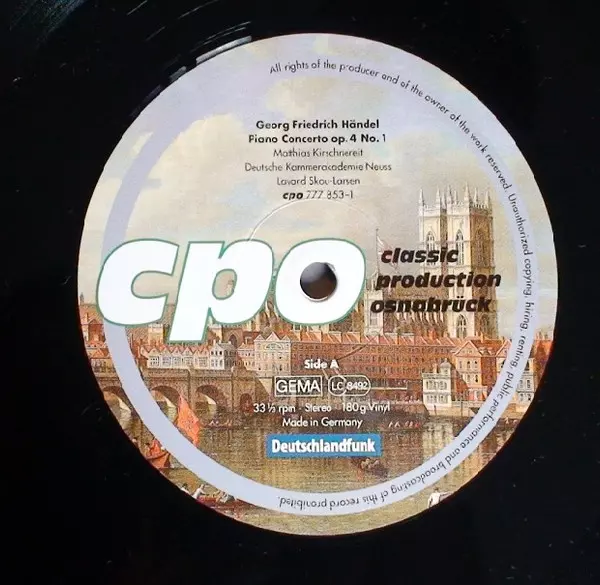 All rights of the producer and of the owner of the work reserved. Unauthorized copying, hiring, renting, public performance and broadcasting of this record prohibited.
Georg Friedrich Händel
Piano Concerto op. 4 No. 1
Mathias Kirschnereit
Deutsche Kammerakademie Neuss
Lavard Skou-Larsen
cpo 777 853-1
cpo
classic
production
osnabrück
Side A
GEMA LC 8492
33 ⅓ rpm · Stereo · 180 g Vinyl
Made in Germany
Deutschlandfunk